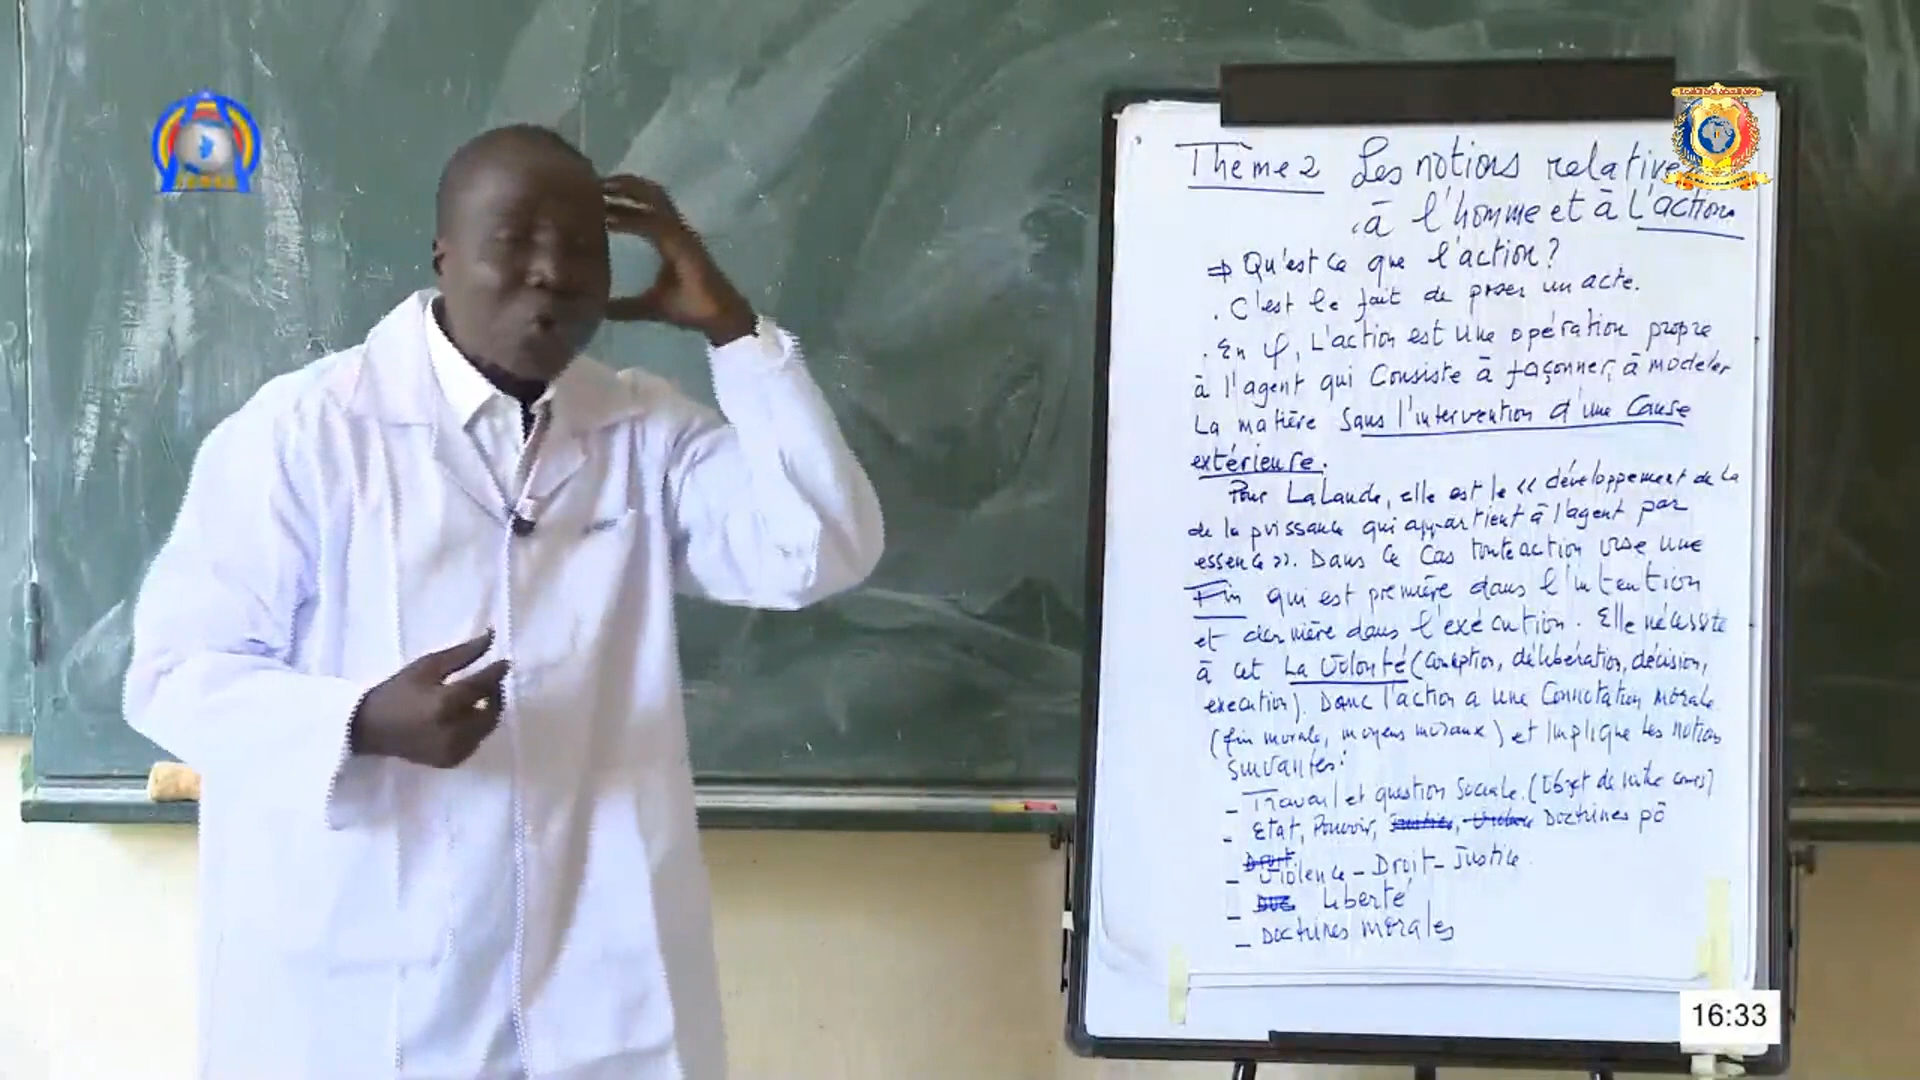 Thème 2 Les notions relative
à l'homme et à L'action
⇒ Qu'est ce que l'action?
. C'est le fait de poser un acte.
. En φ, L'action est une opération propre
à l'agent qui Consiste à façonner, à modeler
La matière Sans l'intervention d'une Cause
extérieure.
Pour Lalande, elle est le « développement de la
de la puissance qui appartient à l'agent par
essence ». Dans ce Cas toute action vise une
Fin qui est première dans l'intention
et dernière dans l'exécution. Elle nécessite
à cet La Volonté (Conception, délibération, décision,
execution). Donc l'action a une Connotation morale
(fin morale, moyens moraux) et implique les notions
suivantes:
- Travail et question Sociale. (Objet de notre cours)
- Etat, Pouvoir, Doctrines pô
- Violence - Droit - Justice
- Liberté
- Doctrines morales
16:33